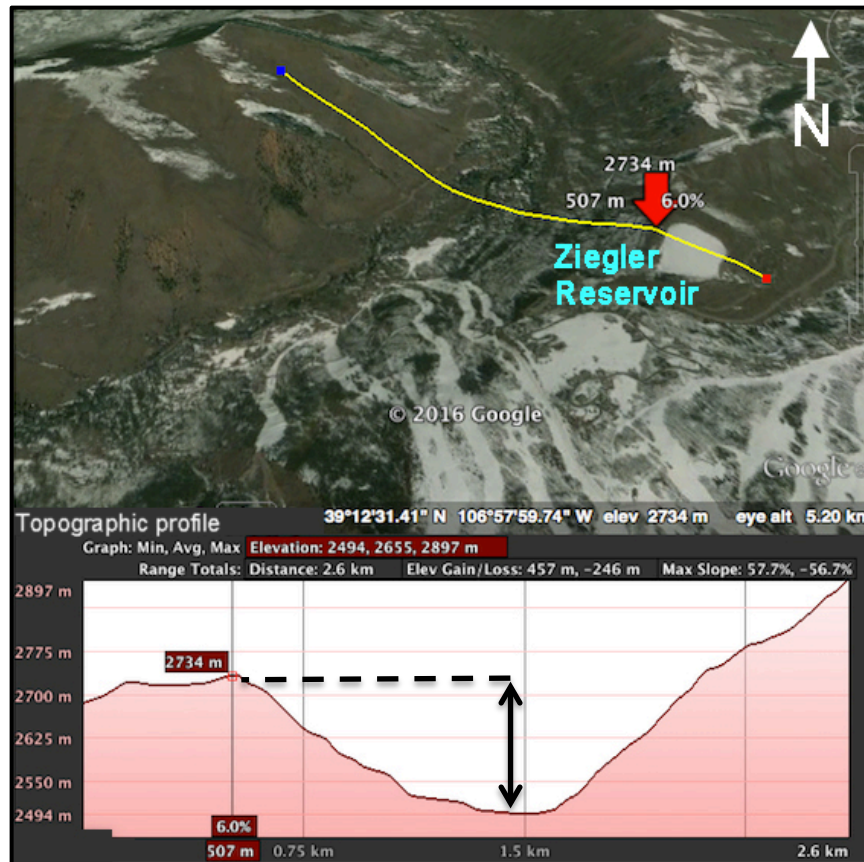 N
2734 m
507 m 6.0%
Ziegler
Reservoir
© 2016 Google
Google
Topographic profile
39°12'31.41" N 106°57'59.74" W elev 2734 m eye alt 5.20 km
Graph: Min, Avg, Max Elevation: 2494, 2655, 2897 m
Range Totals: Distance: 2.6 km Elev Gain/Loss: 457 m, -246 m Max Slope: 57.7%, -56.7%
2897 m
2775 m
2734 m
2700 m
2625 m
2550 m
2494 m
6.0%
507 m 0.75 km 1.5 km 2.6 km